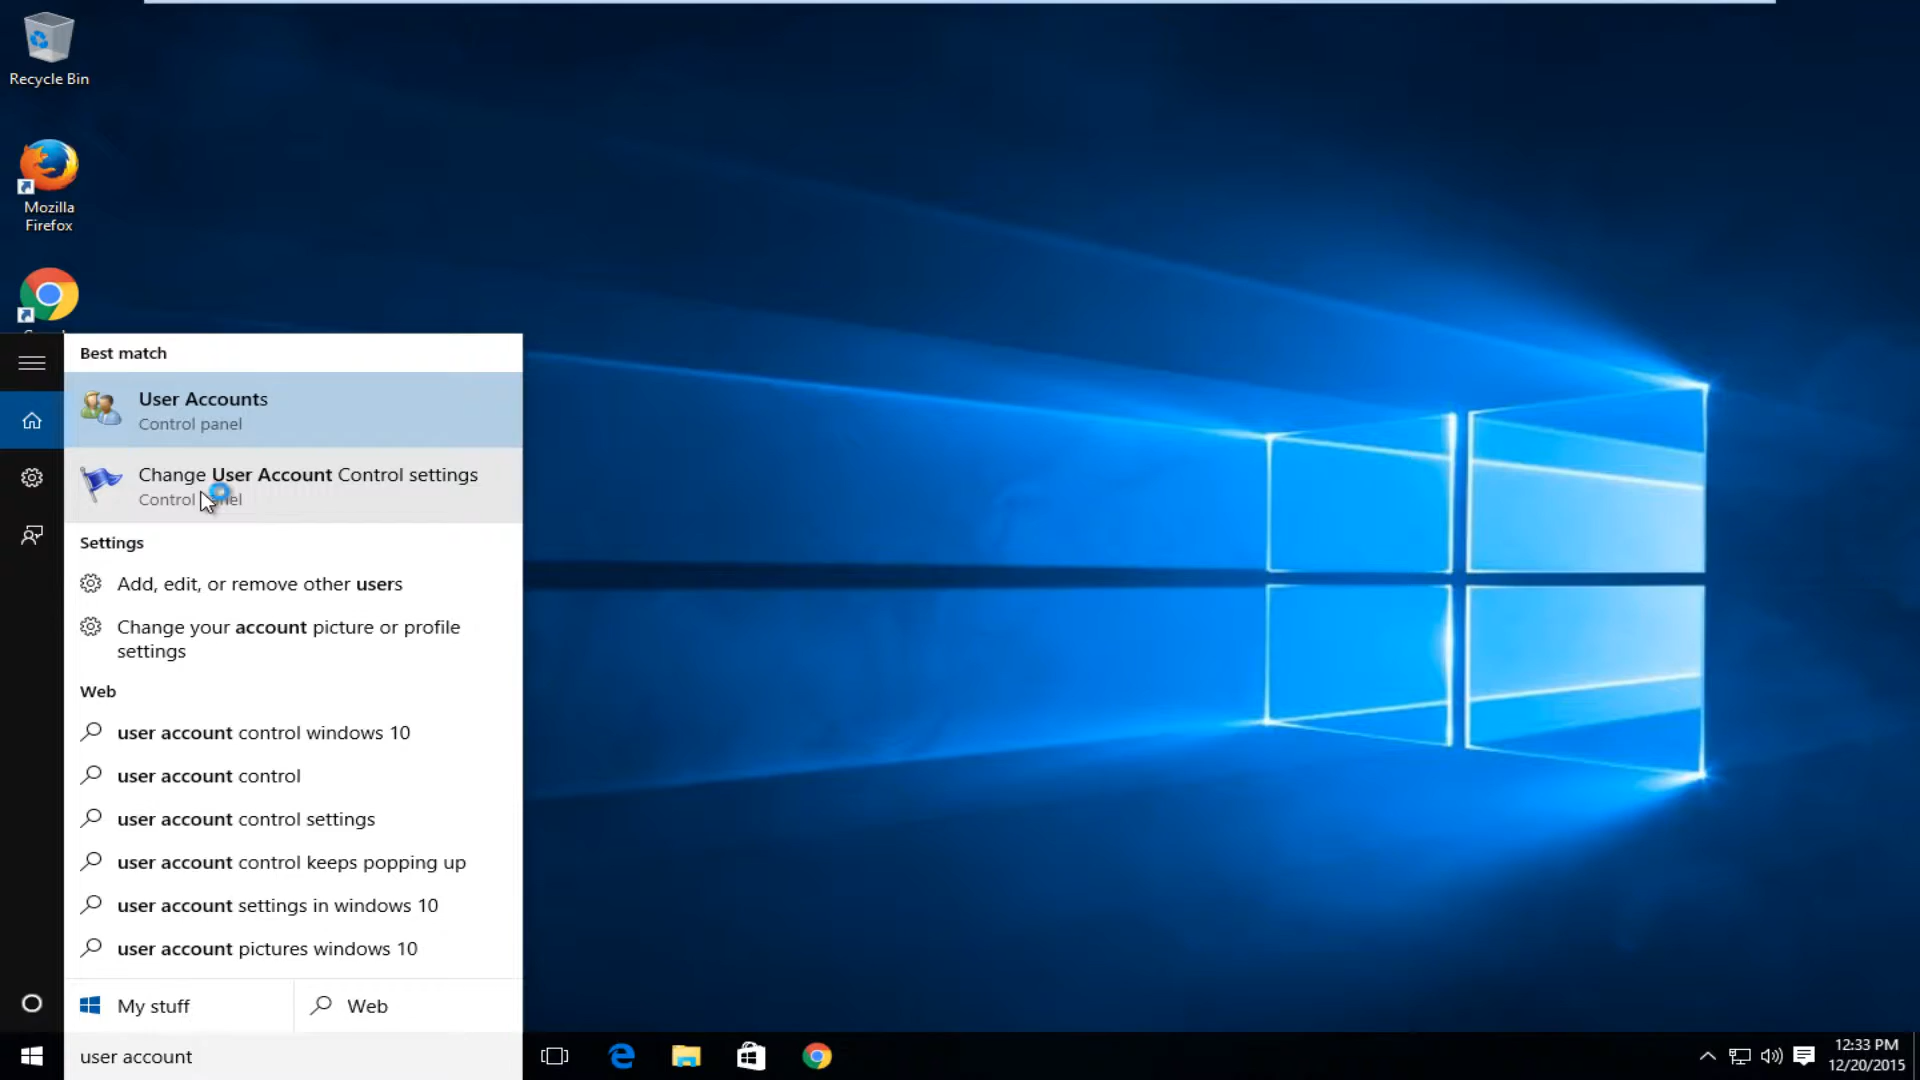 Recycle Bin
Mozilla
Firefox
Best match
User Accounts
Control panel
Change User Account Control settings
Control
Settings
Add, edit, or remove other users
Change your account picture or profile
settings
Web
user account control windows 10
user account control
user account control settings
user account control keeps popping up
user account settings in windows 10
user account pictures windows 10
My stuff
Web
user account
12:33 PM
12/20/2015